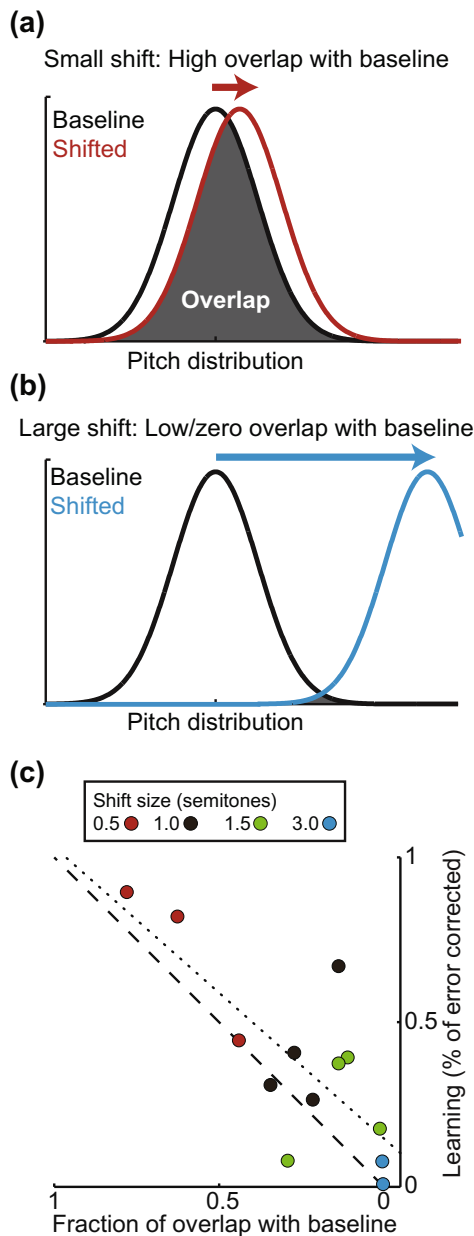 (a)
Small shift: High overlap with baseline
Baseline
Shifted
Overlap
Pitch distribution
(b)
Large shift: Low/zero overlap with baseline
Baseline
Shifted
Pitch distribution
(c)
Shift size (semitones)
0.5 1.0 1.5 3.0
1
0.5
0
Learning (% of error corrected)
1 0.5 0
Fraction of overlap with baseline